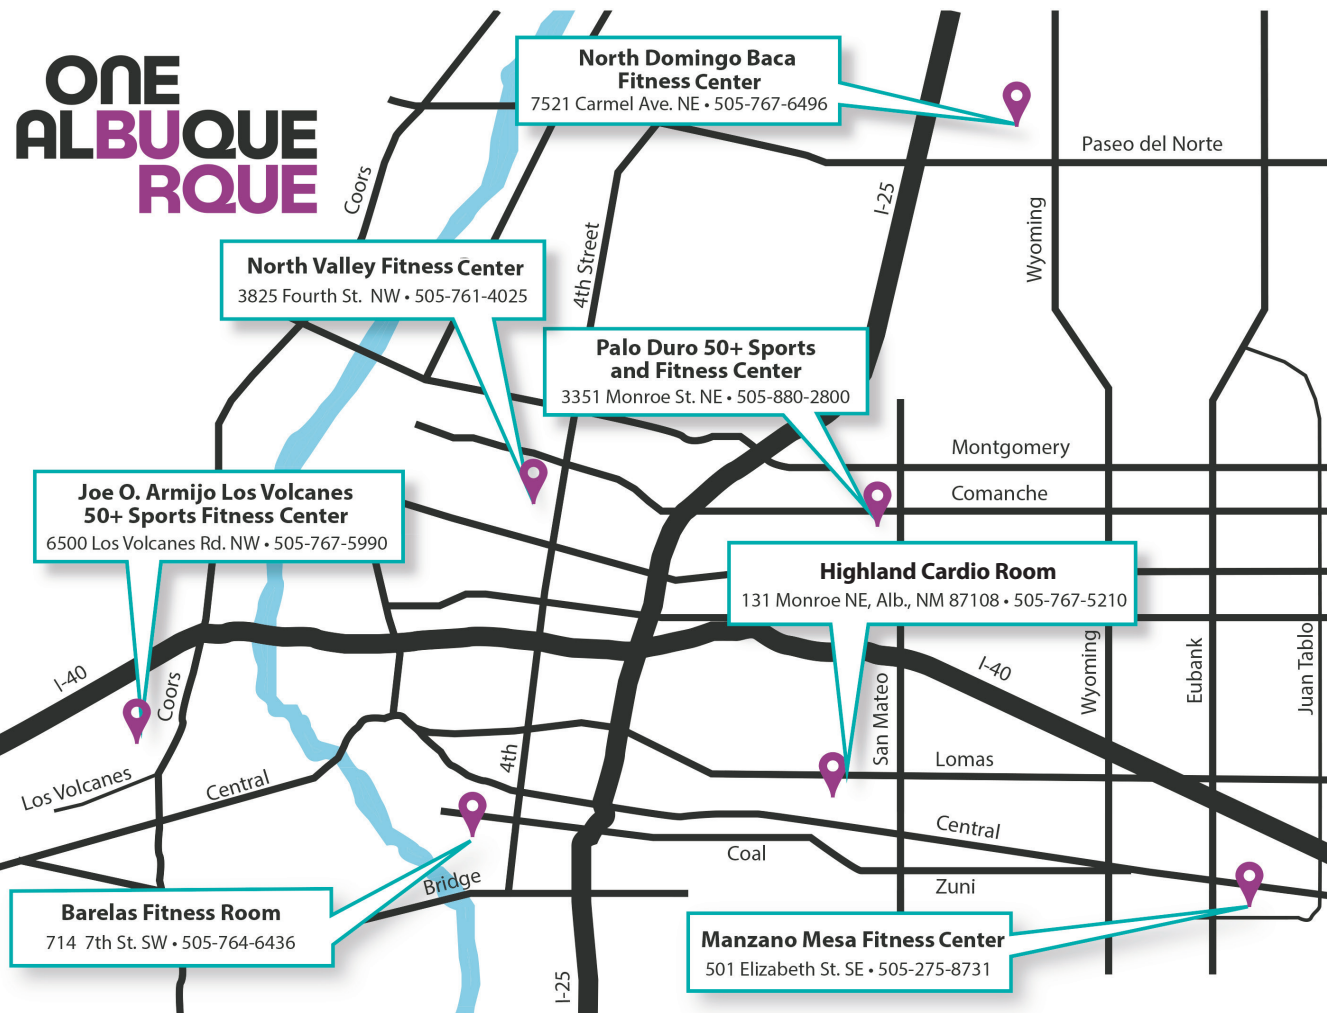 ONE
ALBUQUE
RQUE
North Domingo Baca
Fitness Center
7521 Carmel Ave. NE • 505-767-6496
Paseo del Norte
Coors
I-25
Wyoming
4th Street
North Valley Fitness Center
3825 Fourth St. NW • 505-761-4025
Palo Duro 50+ Sports
and Fitness Center
3351 Monroe St. NE • 505-880-2800
Montgomery
Comanche
Joe O. Armijo Los Volcanes
50+ Sports Fitness Center
6500 Los Volcanes Rd. NW • 505-767-5990
Highland Cardio Room
131 Monroe NE, Alb., NM 87108 • 505-767-5210
I-40
Coors
San Mateo
I-40
Wyoming
Eubank
Juan Tablo
Los Volcanes
Central
4th
Lomas
Central
Coal
Zuni
Bridge
Barelas Fitness Room
714 7th St. SW • 505-764-6436
Manzano Mesa Fitness Center
501 Elizabeth St. SE • 505-275-8731
I-25